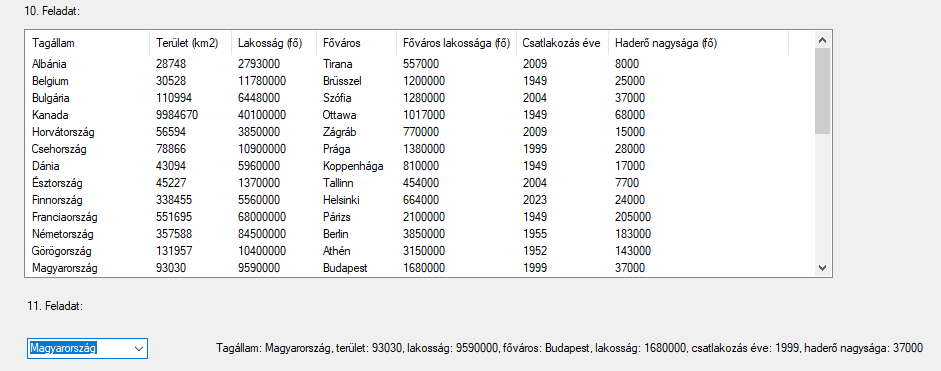 10. Feladat:
Tagállam Terület (km2) Lakosság (fő) Főváros Főváros lakossága (fő) Csatlakozás éve Haderő nagysága (fő)
Albánia 28748 2793000 Tirana 557000 2009 8000
Belgium 30528 11780000 Brüsszel 1200000 1949 25000
Bulgária 110994 6448000 Szófia 1280000 2004 37000
Kanada 9984670 40100000 Ottawa 1017000 1949 68000
Horvátország 56594 3850000 Zágráb 770000 2009 15000
Csehország 78866 10900000 Prága 1380000 1999 28000
Dánia 43094 5960000 Koppenhága 810000 1949 17000
Észtország 45227 1370000 Tallinn 454000 2004 7700
Finnország 338455 5560000 Helsinki 664000 2023 24000
Franciaország 551695 68000000 Párizs 2100000 1949 205000
Németország 357588 84500000 Berlin 3850000 1955 183000
Görögország 131957 10400000 Athén 3150000 1952 143000
Magyarország 93030 9590000 Budapest 1680000 1999 37000
11. Feladat:
Magyarország Tagállam: Magyarország, terület: 93030, lakosság: 9590000, főváros: Budapest, lakosság: 1680000, csatlakozás éve: 1999, haderő nagysága: 37000